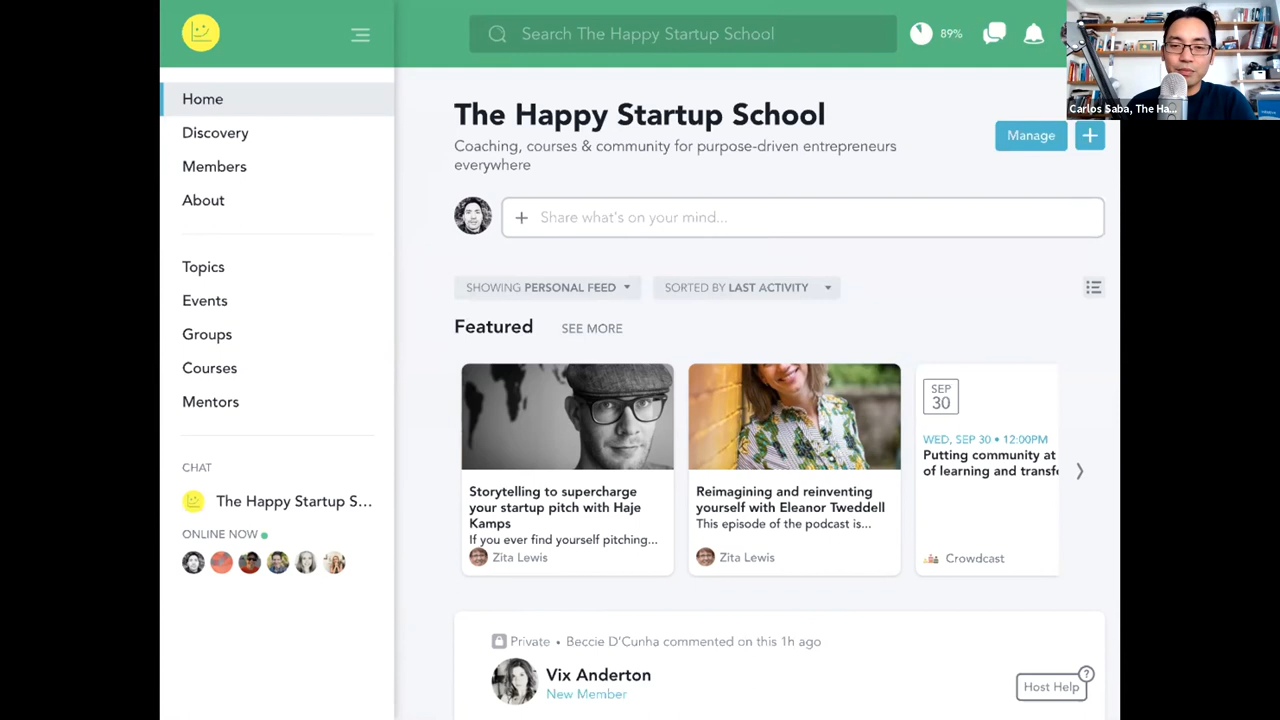 Search The Happy Startup School
89%
Carlos Saba, The Ha...
Home
Discovery
Members
About
Topics
Events
Groups
Courses
Mentors
CHAT
The Happy Startup S...
ONLINE NOW
The Happy Startup School
Coaching, courses & community for purpose-driven entrepreneurs
everywhere
Manage
+
+ Share what's on your mind...
SHOWING PERSONAL FEED
SORTED BY LAST ACTIVITY
Featured
SEE MORE
Storytelling to supercharge
your startup pitch with Haje
Kamps
If you ever find yourself pitching...
Zita Lewis
Reimagining and reinventing
yourself with Eleanor Tweddell
This episode of the podcast is...
Zita Lewis
SEP
30
WED, SEP 30 • 12:00PM
Putting community at
of learning and transfo
Crowdcast
Private • Beccie D'Cunha commented on this 1h ago
Vix Anderton
New Member
Host Help
?